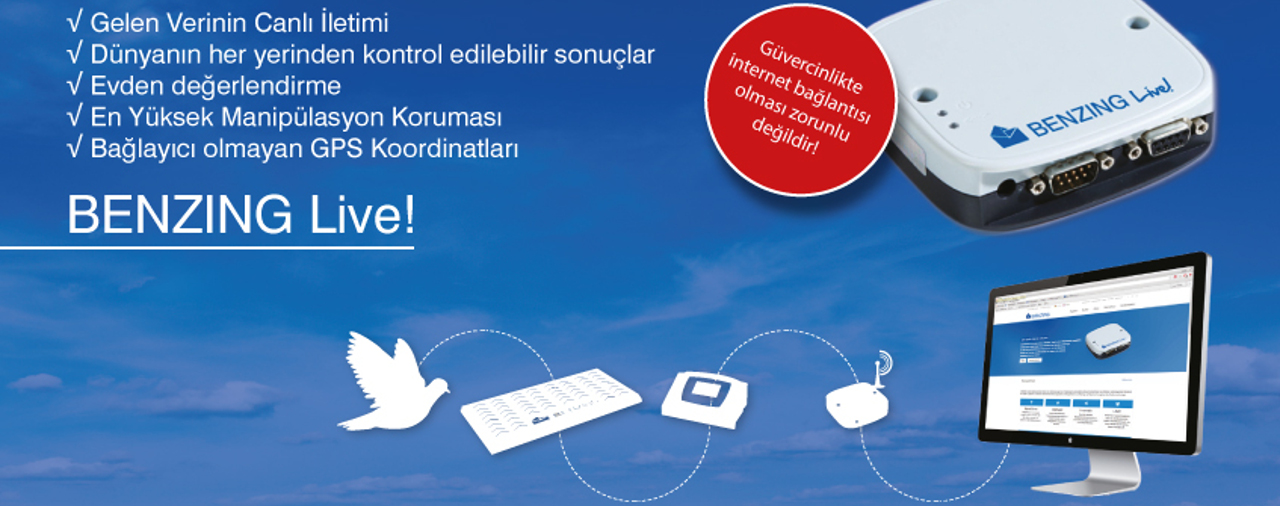 √ Gelen Verinin Canlı İletimi
√ Dünyanın her yerinden kontrol edilebilir sonuçlar
√ Evden değerlendirme
√ En Yüksek Manipülasyon Koruması
√ Bağlayıcı olmayan GPS Koordinatları
BENZING Live!
Güvercinlikte
internet bağlantısı
olması zorunlu
değildir!
BENZING Live!